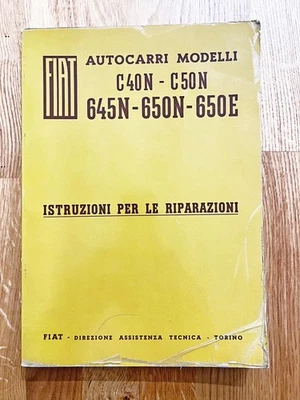 FIAT
AUTOCARRI MODELLI
C40N - C50N
645N-650N-650E
ISTRUZIONI PER LE RIPARAZIONI
FIAT - DIREZIONE ASSISTENZA TECNICA - TORINO